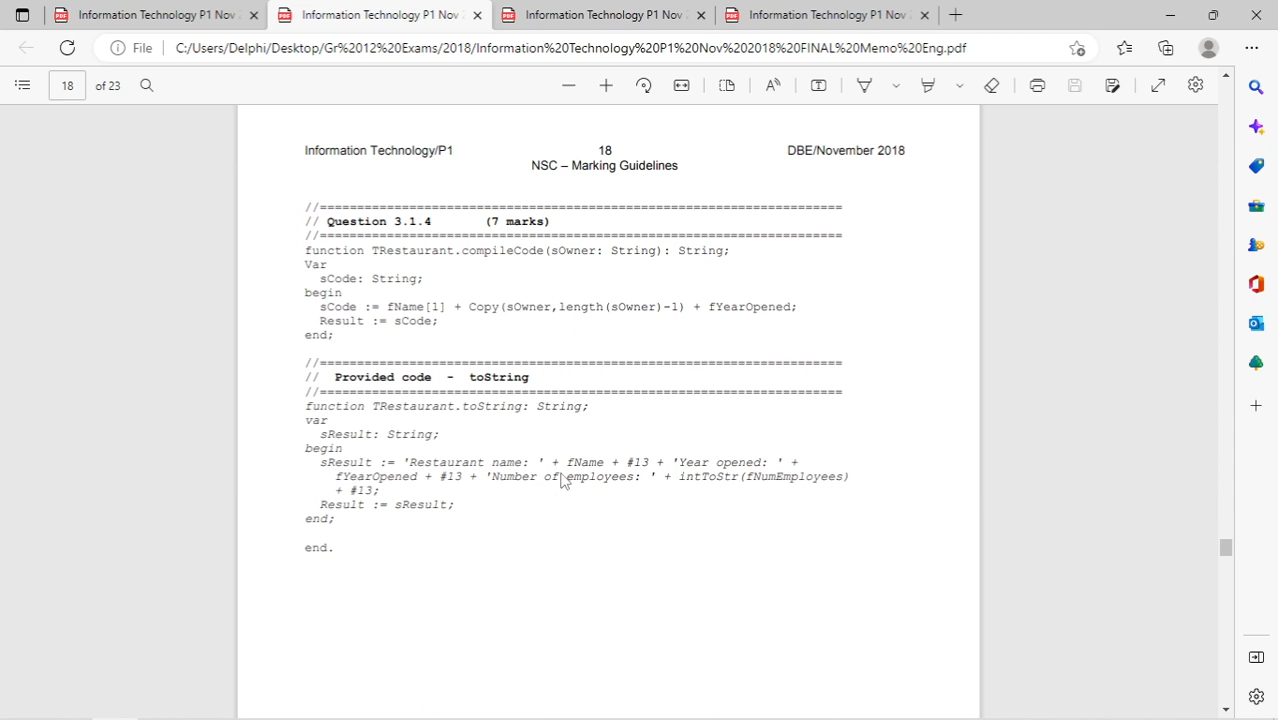 Information Technology P1 Nov
Information Technology P1 Nov
Information Technology P1 Nov
Information Technology P1 Nov
File
C:/Users/Delphi/Desktop/Gr%2012%20Exams/2018/Information%20Technology%20P1%20Nov%202018%20FINAL%20Memo%20Eng.pdf
18 of 23
Information Technology/P1 18 DBE/November 2018
NSC – Marking Guidelines
//======================================================================
// Question 3.1.4 (7 marks)
//======================================================================
function TRestaurant.compileCode(sOwner: String): String;
Var
sCode: String;
begin
sCode := fName[1] + Copy(sOwner,length(sOwner)-1) + fYearOpened;
Result := sCode;
end;
//======================================================================
// Provided code - toString
//======================================================================
function TRestaurant.toString: String;
var
sResult: String;
begin
sResult := 'Restaurant name: ' + fName + #13 + 'Year opened: ' +
fYearOpened + #13 + 'Number of employees: ' + intToStr(fNumEmployees)
+ #13;
Result := sResult;
end;
end.